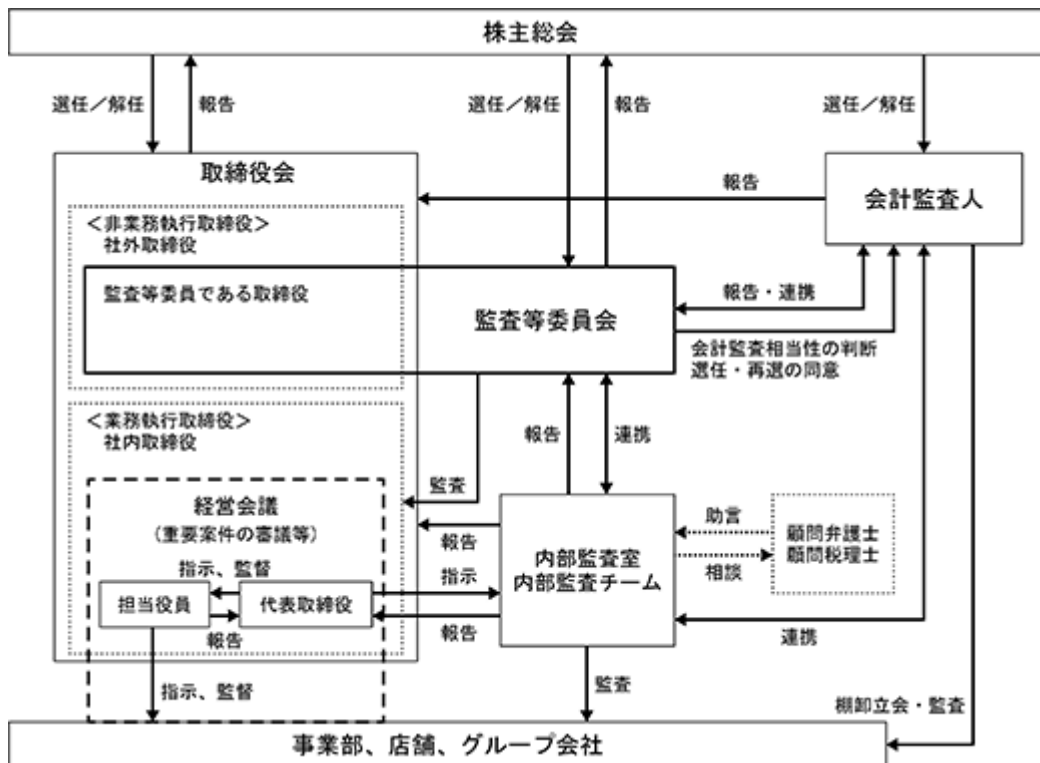 株主総会
選任／解任
報告
選任／解任
報告
選任／解任
取締役会
報告
会計監査人
＜非業務執行取締役＞
社外取締役
監査等委員である取締役
監査等委員会
報告・連携
会計監査相当性の判断
選任・再選の同意
＜業務執行取締役＞
社内取締役
報告
連携
監査
経営会議
（重要案件の審議等）
報告
内部監査室
内部監査チーム
助言
相談
顧問弁護士
顧問税理士
指示、監督
指示
担当役員
代表取締役
報告
報告
連携
指示、監督
監査
棚卸立会・監査
事業部、店舗、グループ会社